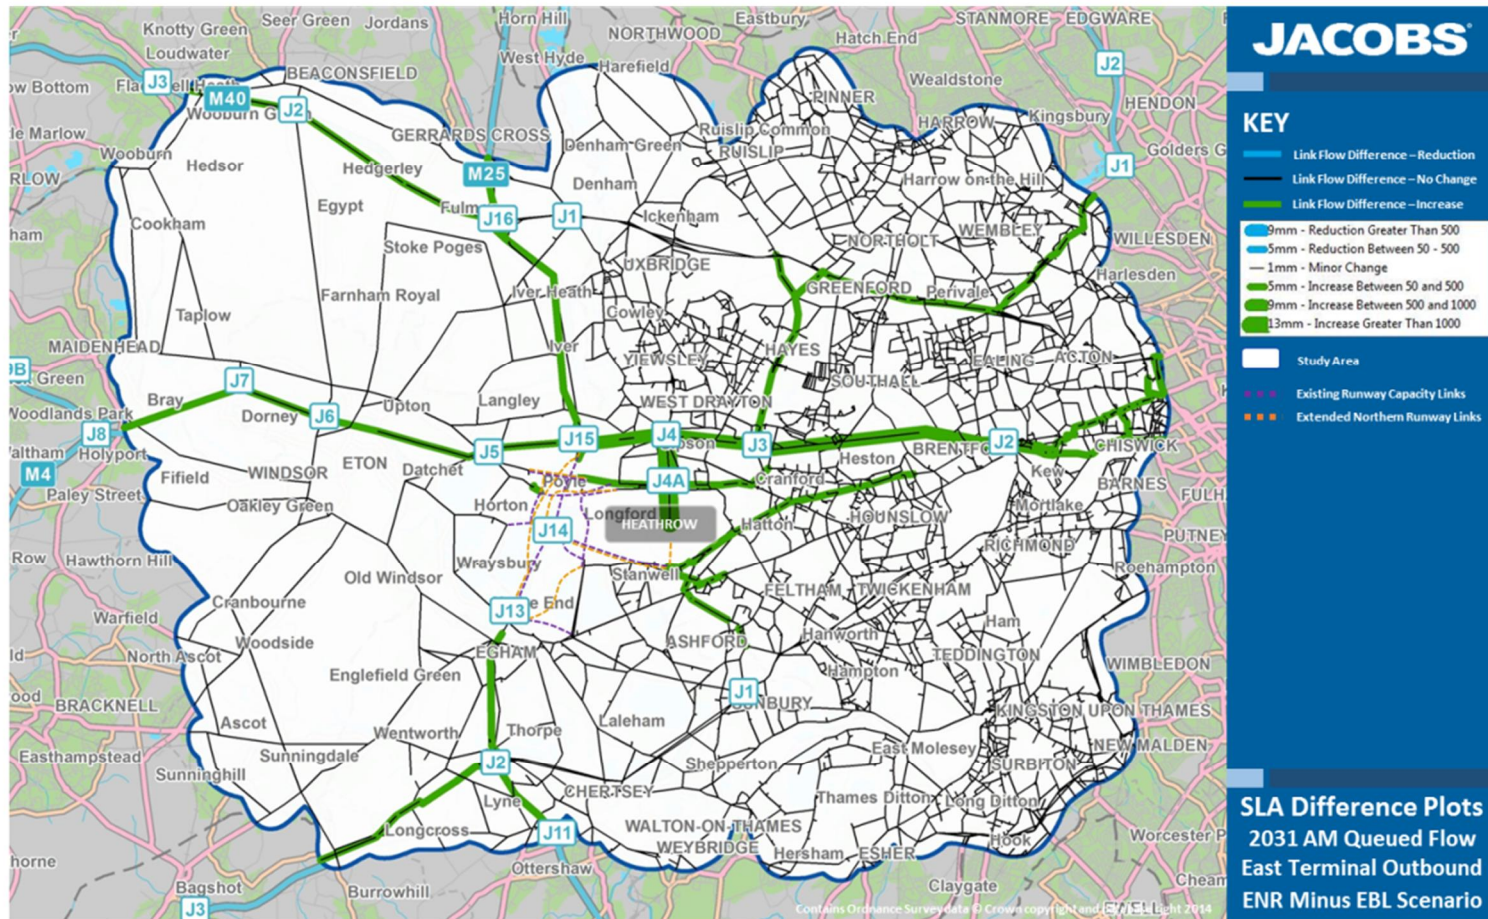 Knotty Green
Seer Green
Jordans
Horn Hill
Eastbury
STANMORE
EDGWARE
Loudwater
NORTHWOOD
Hatch End
J3
BEACONSFIELD
West Hyde
Harefield
Wealdstone
J2
M40
J2
PINNER
HENDON
GERRARDS CROSS
Ruislip Common
HARROW
Kingsbury
Wooburn
Denham Green
RUISLIP
J1
Hedsor
Hedgerley
M25
Denham
Harrow on the Hill
Egypt
J16
J1
Ickenham
Cookham
WEMBLEY
Stoke Poges
NORTHOLT
WILLESDEN
UXBRIDGE
Harlesden
Farnham Royal
Iver Heath
GREENFORD
Perivale
Taplow
Cowley
MAIDENHEAD
Iver
YIEWSLEY
HAYES
EALING
ACTON
J7
SOUTHALL
Bray
Upton
Langley
WEST DRAYTON
Woodlands Park
Dorney
J6
J8
J5
J15
J4
J3
J2
CHISWICK
Holyport
ETON
Datchet
Heston
Kew
M4
Fifield
WINDSOR
Poyle
J4A
Cranford
BARNES
Paley Street
Oakley Green
Horton
Longford
Mortlake
HEATHROW
Hatton
HOUNSLOW
J14
RICHMOND
Hawthorn Hill
Wraysbury
Roehampton
Old Windsor
Stanwell
FELTHAM
TWICKENHAM
Cranbourne
J13
Warfield
Ham
Woodside
ASHFORD
Hanworth
North Ascot
EGHAM
TEDDINGTON
WIMBLEDON
Englefield Green
Hampton
BRACKNELL
J1
Ascot
Thorpe
Laleham
KINGSTON UPON THAMES
Wentworth
Easthampstead
Sunningdale
East Molesey
NEW MALDEN
Sunninghill
J2
Shepperton
SURBITON
Lyne
CHERTSEY
Thames Ditton
Long Ditton
Longcross
J11
WALTON-ON-THAMES
WEYBRIDGE
Hersham
ESHER
Hook
Ottershaw
Bagshot
Burrowhill
Claygate
J3
JACOBS
KEY
Link Flow Difference – Reduction
Link Flow Difference – No Change
Link Flow Difference – Increase
9mm - Reduction Greater Than 500
5mm - Reduction Between 50 - 500
1mm - Minor Change
5mm - Increase Between 50 and 500
9mm - Increase Between 500 and 1000
13mm - Increase Greater Than 1000
Study Area
Existing Runway Capacity Links
Extended Northern Runway Links
SLA Difference Plots
2031 AM Queued Flow
East Terminal Outbound
ENR Minus EBL Scenario